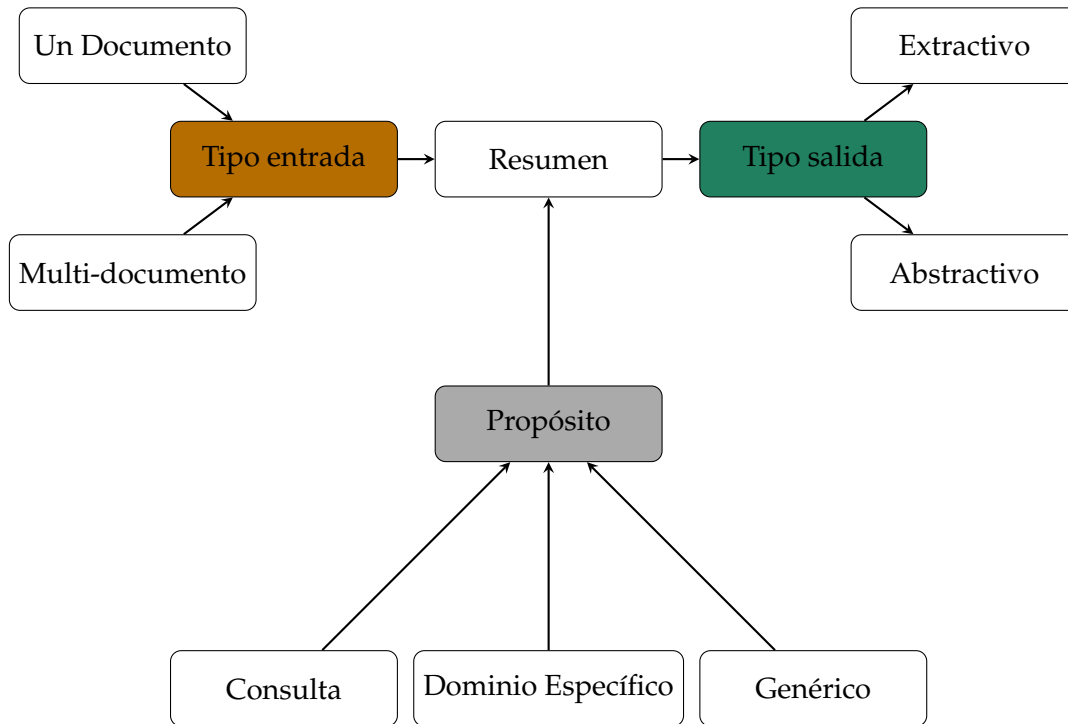 Un Documento
Extractivo
Tipo entrada
Resumen
Tipo salida
Multi-documento
Abstractivo
Propósito
Consulta
Dominio Específico
Genérico